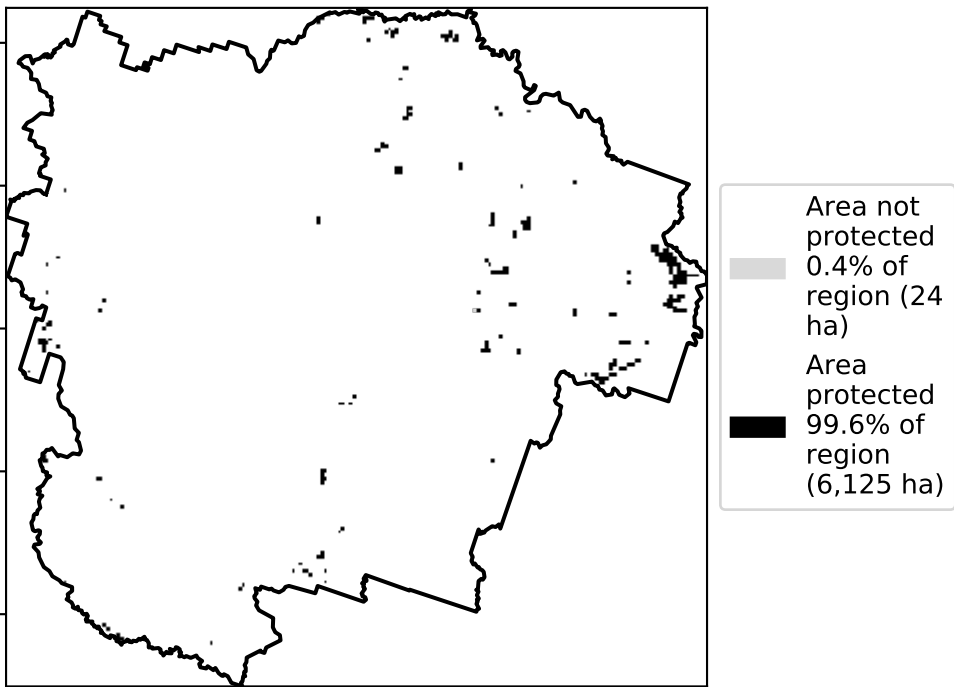 Area not
protected
0.4% of
region (24
ha)
Area
protected
99.6% of
region
(6,125 ha)